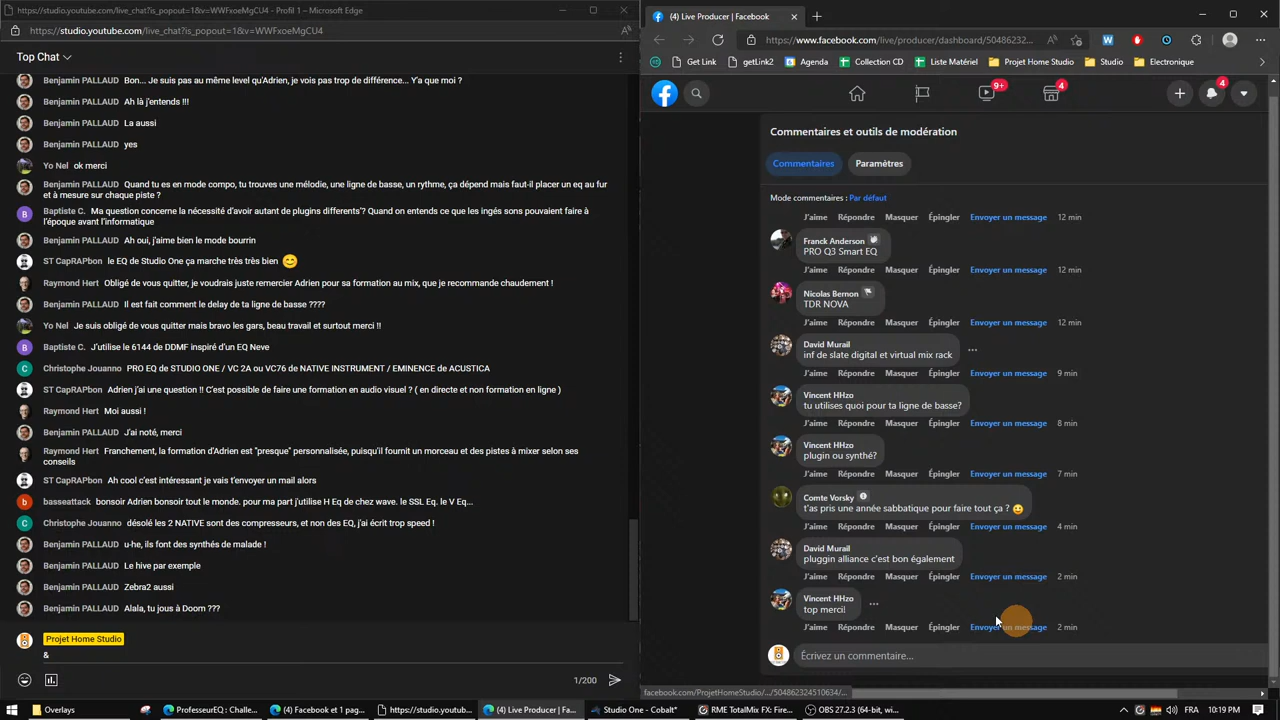 https://studio.youtube.com/live_chat?is_popout=1&v=WWFxoeMgCU4 - Profil 1 – Microsoft Edge
https://studio.youtube.com/live_chat?is_popout=1&v=WWFxoeMgCU4
Top Chat
Benjamin PALLAUD Bon... Je suis pas au même level qu'Adrien, je vois pas trop de différence... Y'a que moi ?
Benjamin PALLAUD Ah là j'entends !!!
Benjamin PALLAUD La aussi
Benjamin PALLAUD yes
Yo Nel ok merci
Benjamin PALLAUD Quand tu es en mode compo, tu trouves une mélodie, une ligne de basse, un rythme, ça dépend mais faut-il placer un eq au fur
et à mesure sur chaque piste ?
B Baptiste C. Ma question concerne la nécessité d'avoir autant de plugins differents'? Quand on entends ce que les ingés sons pouvaient faire à
l'époque avant l'informatique
Benjamin PALLAUD Ah oui, j'aime bien le mode bourrin
ST CapRAPbon le EQ de Studio One ça marche très très bien 😊
Raymond Hert Obligé de vous quitter, je voudrais juste remercier Adrien pour sa formation au mix, que je recommande chaudement !
Benjamin PALLAUD Il est fait comment le delay de ta ligne de basse ????
Yo Nel Je suis obligé de vous quitter mais bravo les gars, beau travail et surtout merci !!
B Baptiste C. J'utilise le 6144 de DDMF inspiré d'un EQ Neve
C Christophe Jouanno PRO EQ de STUDIO ONE / VC 2A ou VC76 de NATIVE INSTRUMENT / EMINENCE de ACUSTICA
ST CapRAPbon Adrien j'ai une question !! C'est possible de faire une formation en audio visuel ? ( en directe et non formation en ligne )
Raymond Hert Moi aussi !
Benjamin PALLAUD J'ai noté, merci
Raymond Hert Franchement, la formation d'Adrien est "presque" personnalisée, puisqu'il fournit un morceau et des pistes à mixer selon ses
conseils
ST CapRAPbon Ah cool c'est intéressant je vais t'envoyer un mail alors
b basseattack bonsoir Adrien bonsoir tout le monde. pour ma part j'utilise H Eq de chez wave. le SSL Eq. le V Eq...
C Christophe Jouanno désolé les 2 NATIVE sont des compresseurs, et non des EQ, j'ai écrit trop speed !
Benjamin PALLAUD u-he, ils font des synthés de malade !
Benjamin PALLAUD Le hive par exemple
Benjamin PALLAUD Zebra2 aussi
Benjamin PALLAUD Alala, tu jous à Doom ???
Projet Home Studio
&
1/200
(4) Live Producer | Facebook
https://www.facebook.com/live/producer/dashboard/50486232...
Get Link getLink2 Agenda Collection CD Liste Matériel Projet Home Studio Studio Electronique
9+ 4 4
Commentaires et outils de modération
Commentaires Paramètres
Mode commentaires : Par défaut
J'aime Répondre Masquer Épingler Envoyer un message 12 min
Franck Anderson
PRO Q3 Smart EQ
J'aime Répondre Masquer Épingler Envoyer un message 12 min
Nicolas Bernon
TDR NOVA
J'aime Répondre Masquer Épingler Envoyer un message 12 min
David Murail
inf de slate digital et virtual mix rack
J'aime Répondre Masquer Épingler Envoyer un message 9 min
Vincent HHzo
tu utilises quoi pour ta ligne de basse?
J'aime Répondre Masquer Épingler Envoyer un message 8 min
Vincent HHzo
plugin ou synthé?
J'aime Répondre Masquer Épingler Envoyer un message 7 min
Comte Vorsky
t'as pris une année sabbatique pour faire tout ça ? 😃
J'aime Répondre Masquer Épingler Envoyer un message 4 min
David Murail
pluggin alliance c'est bon également
J'aime Répondre Masquer Épingler Envoyer un message 2 min
Vincent HHzo
top merci!
J'aime Répondre Masquer Épingler Envoyer un message 2 min
Écrivez un commentaire...
facebook.com/ProjetHomeStudio/.../504862324510634/...
Overlays ProfesseurEQ: Challe... (4) Facebook et 1 pag... https://studio.youtub... (4) Live Producer | Fa... Studio One - Cobalt* RME TotalMix FX: Fire... OBS 27.2.3 (64-bit, wi... FRA 10:19 PM